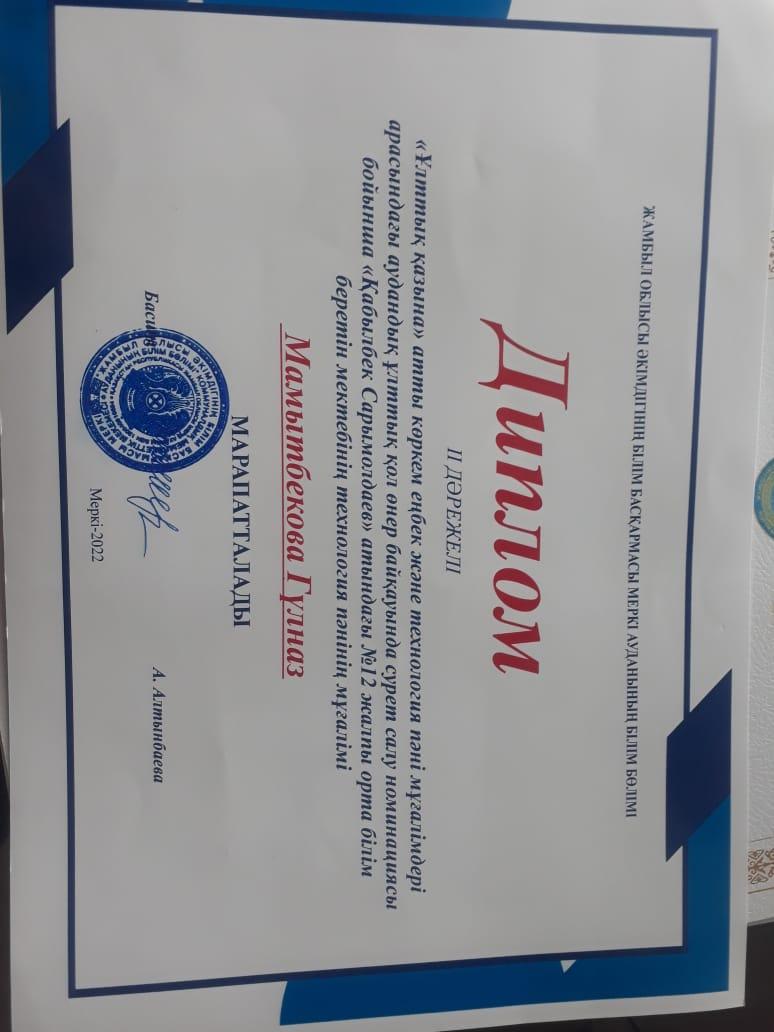 ЖАМБЫЛ ОБЛЫСЫ ӘКІМДІГІНІҢ БІЛІМ БАСҚАРМАСЫ МЕРКІ АУДАНЫНЫҢ БІЛІМ БӨЛІМІ
Диплом
ІІ ДӘРЕЖЕЛІ
«Ұлттық қазына» атты көркем еңбек және технология пәні мұғалімдері
арасындағы аудандық ұлттық қол өнер байқауында сурет салу номинациясы
бойынша «Қабылбек Сарымолдаев» атындағы №12 жалпы орта білім
беретін мектебінің технология пәнінің мұғалімі
Мамытбекова Гүлназ
МАРАПАТТАЛАДЫ
А. Алтынбаева
Меркі-2022